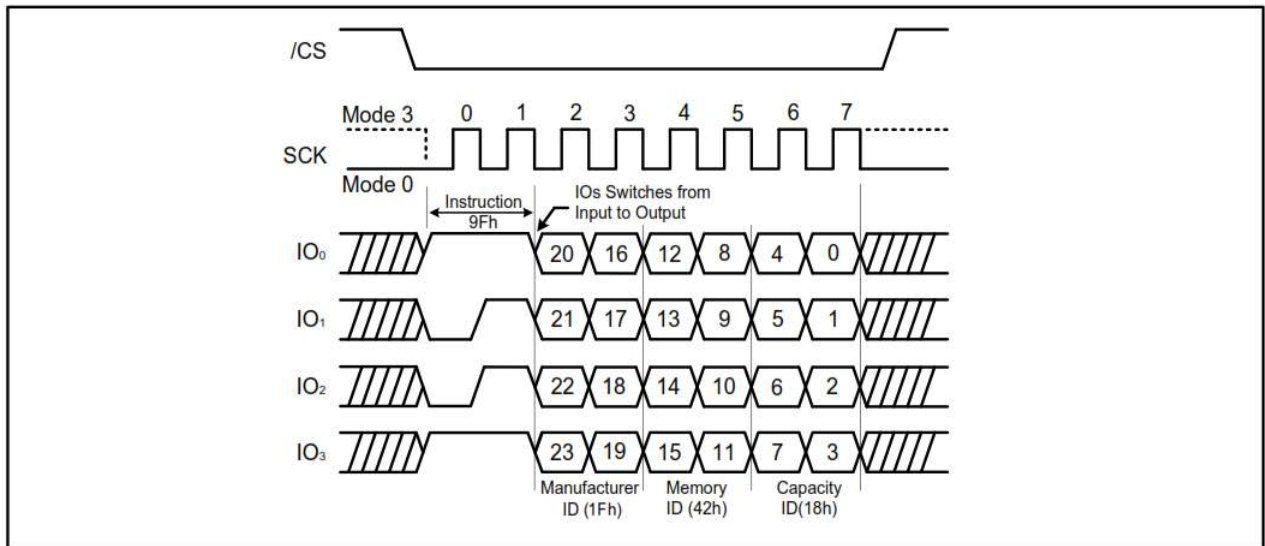 /CS
Mode 3 0 1 2 3 4 5 6 7
SCK
Mode 0
Instruction
9Fh
IOs Switches from
Input to Output
IO₀ 20 16 12 8 4 0
IO₁ 21 17 13 9 5 1
IO₂ 22 18 14 10 6 2
IO₃ 23 19 15 11 7 3
Manufacturer
ID (1Fh)
Memory
ID (42h)
Capacity
ID(18h)